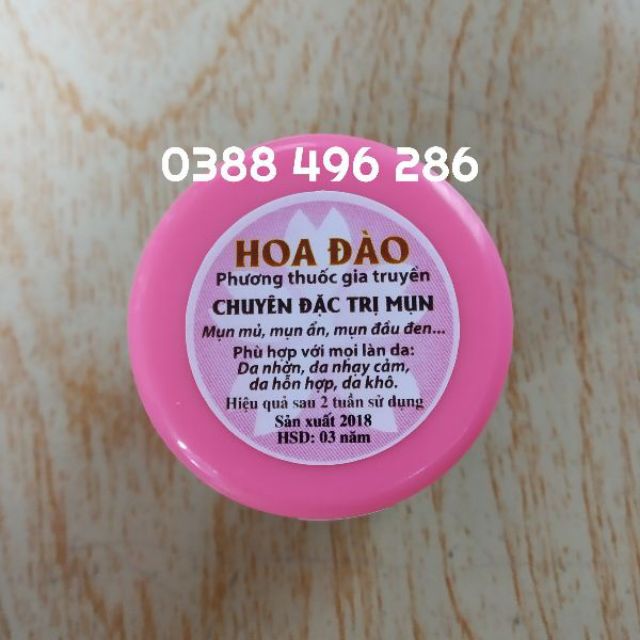 0388 496 286
HOA ĐÀO
Phương thuốc gia truyền
CHUYÊN ĐẶC TRỊ MỤN
Mụn mủ, mụn ẩn, mụn đầu đen...
Phù hợp với mọi làn da:
Da nhờn, da nhạy cảm,
da hỗn hợp, da khô.
Hiệu quả sau 2 tuần sử dụng
Sản xuất 2018
HSD: 03 năm